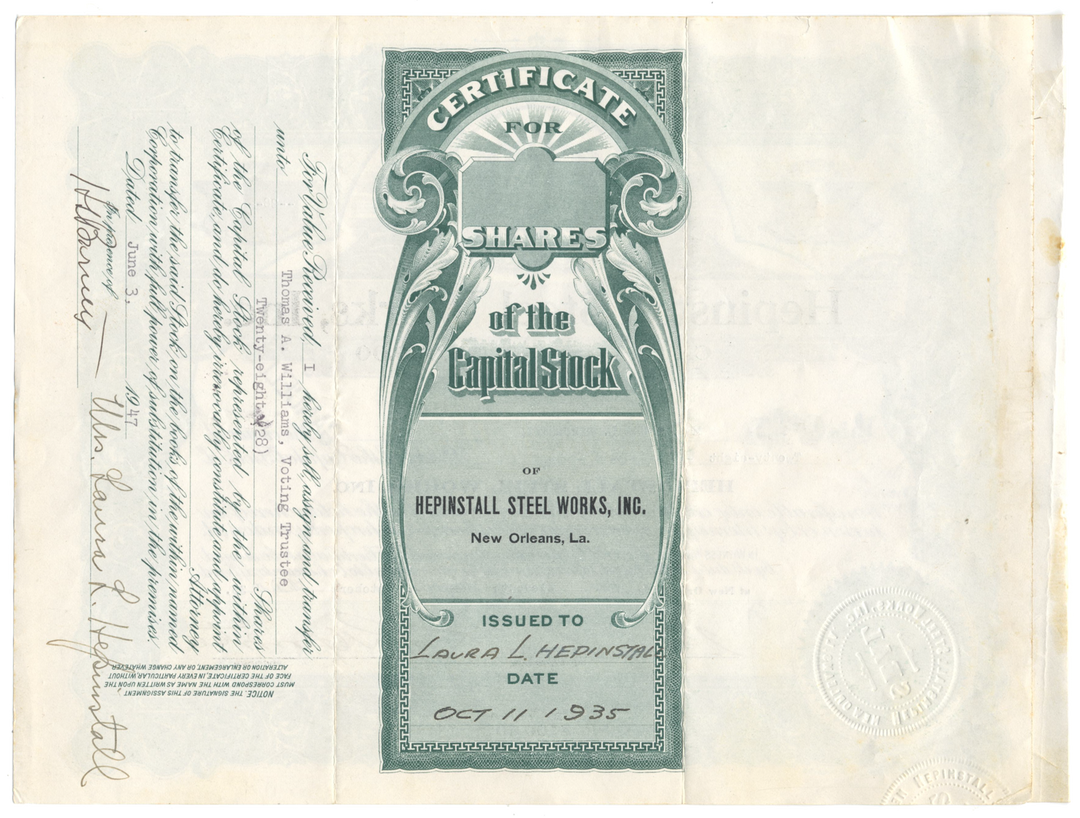 CERTIFICATE
FOR
SHARES
of the
Capital Stock
OF
HEPINSTALL STEEL WORKS, INC.
New Orleans, La.
ISSUED TO
LAURA L. HEPINSTAL
DATE
OCT 11 1935
For Value Received, I hereby sell, assign and transfer
unto Thomas A. Williams, Voting Trustee
Twenty-eight (28) Shares
of the Capital Stock represented by the within
Certificate, and do hereby irrevocably constitute and appoint
Attorney
to transfer the said Stock on the books of the within named
Corporation with full power of substitution in the premises.
Dated June 3. 1947
In presence of
Mrs. Laura L. Hepinstall
NOTICE. THE SIGNATURE OF THIS ASSIGNMENT
MUST CORRESPOND WITH THE NAME AS WRITTEN UPON THE
FACE OF THE CERTIFICATE, IN EVERY PARTICULAR, WITHOUT
ALTERATION OR ENLARGEMENT, OR ANY CHANGE WHATEVER.
HEPINSTALL